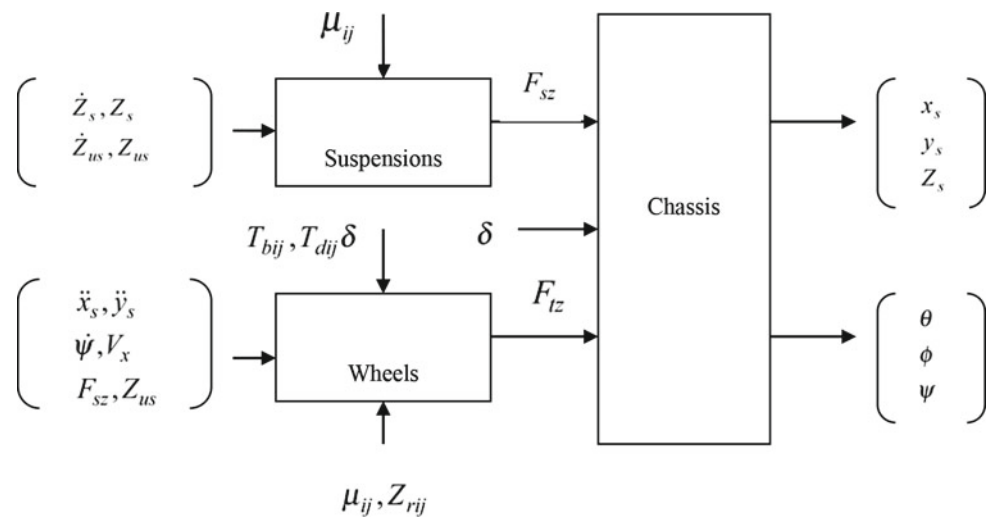 μ_ij
Ż_s, Z_s
Ż_us, Z_us
Suspensions
F_sz
x_s
y_s
Z_s
Chassis
T_bij, T_dij δ
δ
ẍ_s, ÿ_s
ψ̇, V_x
F_sz, Z_us
Wheels
F_tz
θ
ϕ
ψ
μ_ij, Z_rij